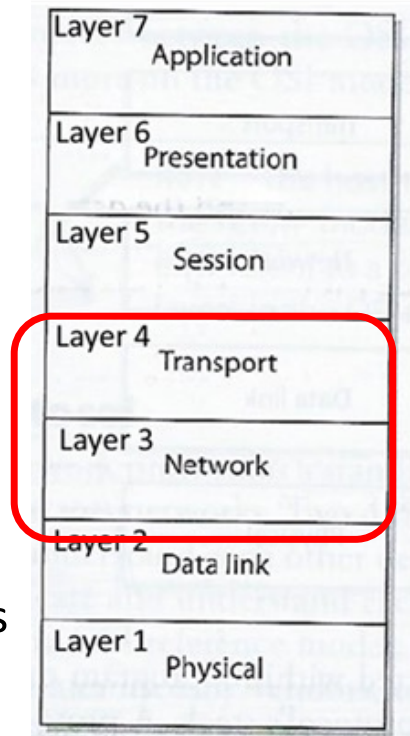 Layer 7
Application
Layer 6
Presentation
Layer 5
Session
Layer 4
Transport
Layer 3
Network
Layer 2
Data link
Layer 1
Physical
s